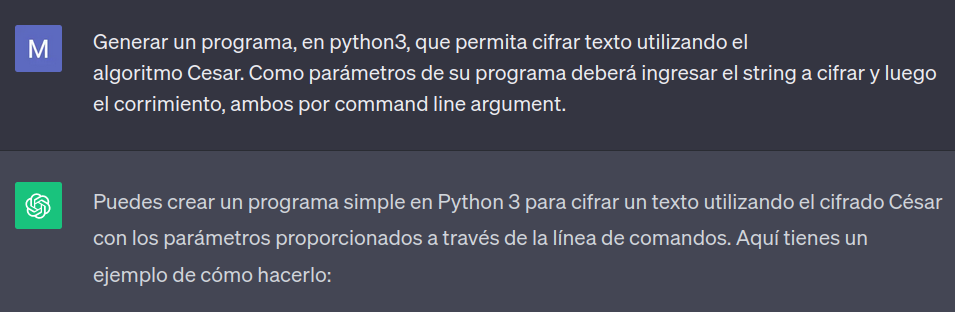 M
Generar un programa, en python3, que permita cifrar texto utilizando el
algoritmo Cesar. Como parámetros de su programa deberá ingresar el string a cifrar y luego
el corrimiento, ambos por command line argument.
Puedes crear un programa simple en Python 3 para cifrar un texto utilizando el cifrado César
con los parámetros proporcionados a través de la línea de comandos. Aquí tienes un
ejemplo de cómo hacerlo: